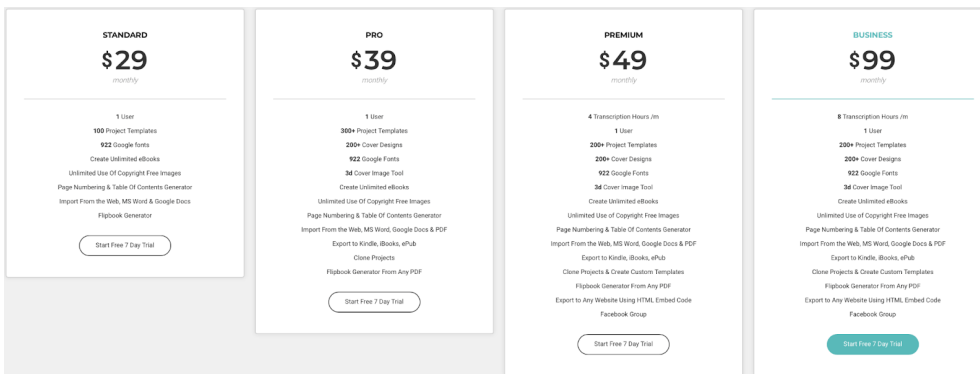 STANDARD
$29
monthly
1 User
100 Project Templates
922 Google fonts
Create Unlimited eBooks
Unlimited Use Of Copyright Free Images
Page Numbering & Table Of Contents Generator
Import From the Web, MS Word & Google Docs
Flipbook Generator
Start Free 7 Day Trial
PRO
$39
monthly
1 User
300+ Project Templates
200+ Cover Designs
922 Google Fonts
3d Cover Image Tool
Create Unlimited eBooks
Unlimited Use Of Copyright Free Images
Page Numbering & Table Of Contents Generator
Import From the Web, MS Word, Google Docs & PDF
Export to Kindle, iBooks, ePub
Clone Projects
Flipbook Generator From Any PDF
Start Free 7 Day Trial
PREMIUM
$49
monthly
4 Transcription Hours /m
1 User
200+ Project Templates
200+ Cover Designs
922 Google Fonts
3d Cover Image Tool
Create Unlimited eBooks
Unlimited Use of Copyright Free Images
Page Numbering & Table Of Contents Generator
Import From the Web, MS Word, Google Docs & PDF
Export to Kindle, iBooks, ePub
Clone Projects & Create Custom Templates
Flipbook Generator From Any PDF
Export to Any Website Using HTML Embed Code
Facebook Group
Start Free 7 Day Trial
BUSINESS
$99
monthly
8 Transcription Hours /m
1 User
200+ Project Templates
200+ Cover Designs
922 Google Fonts
3d Cover Image Tool
Create Unlimited eBooks
Unlimited Use of Copyright Free Images
Page Numbering & Table Of Contents Generator
Import From the Web, MS Word, Google Docs & PDF
Export to Kindle, iBooks, ePub
Clone Projects & Create Custom Templates
Flipbook Generator From Any PDF
Export to Any Website Using HTML Embed Code
Facebook Group
Start Free 7 Day Trial